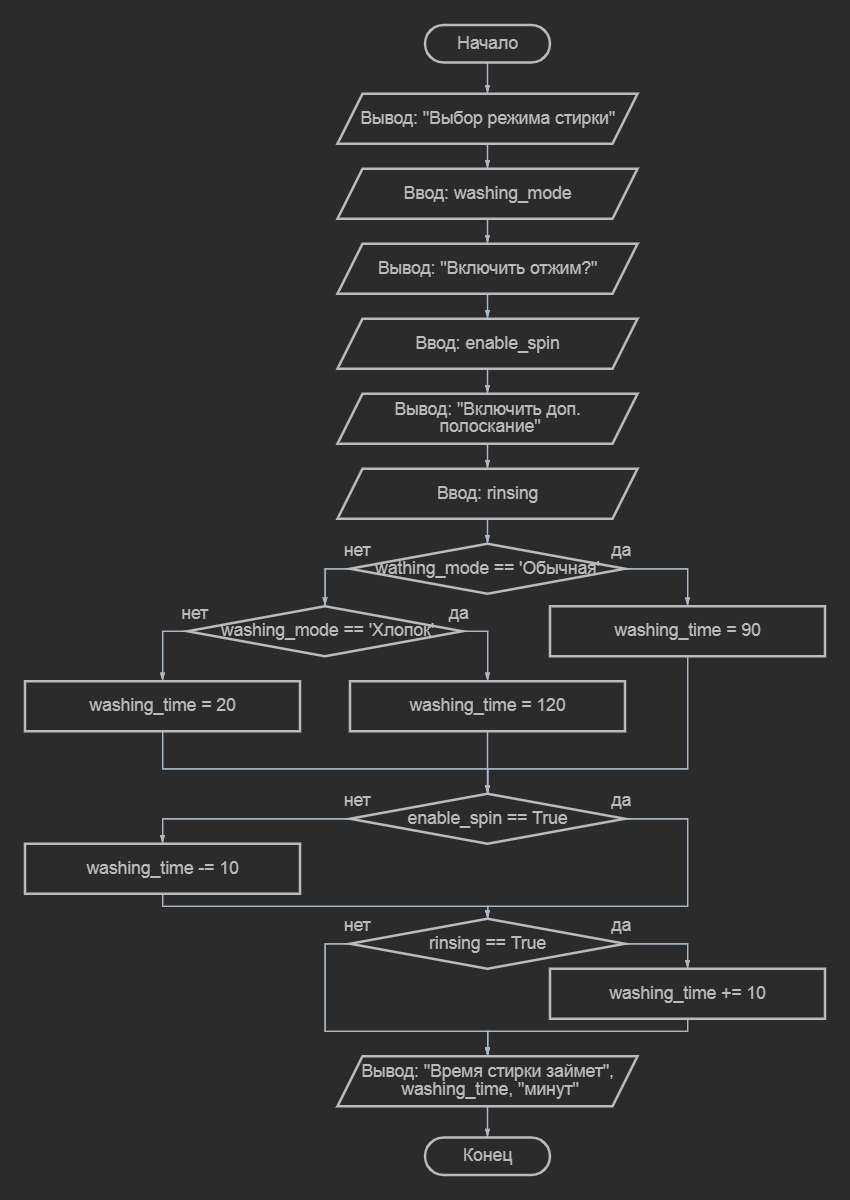 Начало
Вывод: "Выбор режима стирки"
Ввод: washing_mode
Вывод: "Включить отжим?"
Ввод: enable_spin
Вывод: "Включить доп.
полоскание"
Ввод: rinsing
нет
да
wathing_mode == 'Обычная'
нет
да
washing_mode == 'Хлопок'
washing_time = 90
washing_time = 20
washing_time = 120
нет
да
enable_spin == True
washing_time -= 10
нет
да
rinsing == True
washing_time += 10
Вывод: "Время стирки займет",
washing_time, "минут"
Конец